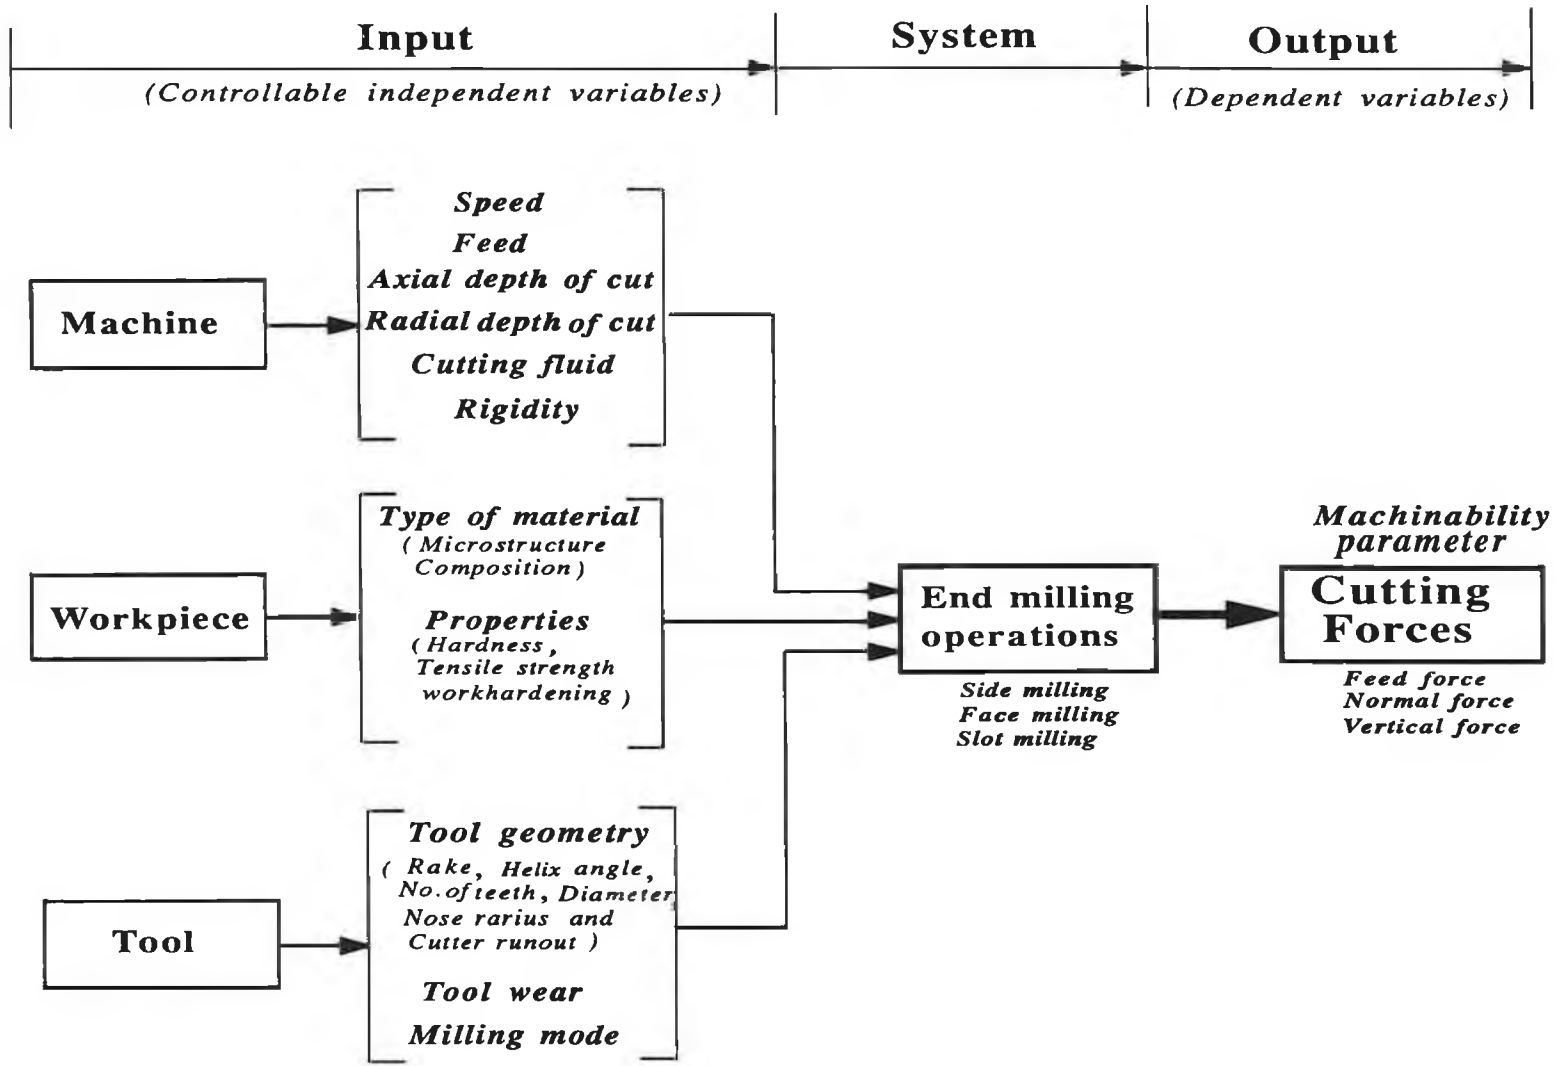 Input
System
Output
(Controllable independent variables)
(Dependent variables)
Machine
Speed
Feed
Axial depth of cut
Radial depth of cut
Cutting fluid
Rigidity
Workpiece
Type of material
( Microstructure
Composition )
Properties
( Hardness,
Tensile strength
workhardening )
Tool
Tool geometry
( Rake, Helix angle,
No. of teeth, Diameter,
Nose rarius and
Cutter runout )
Tool wear
Milling mode
End milling
operations
Side milling
Face milling
Slot milling
Machinability
parameter
Cutting
Forces
Feed force
Normal force
Vertical force